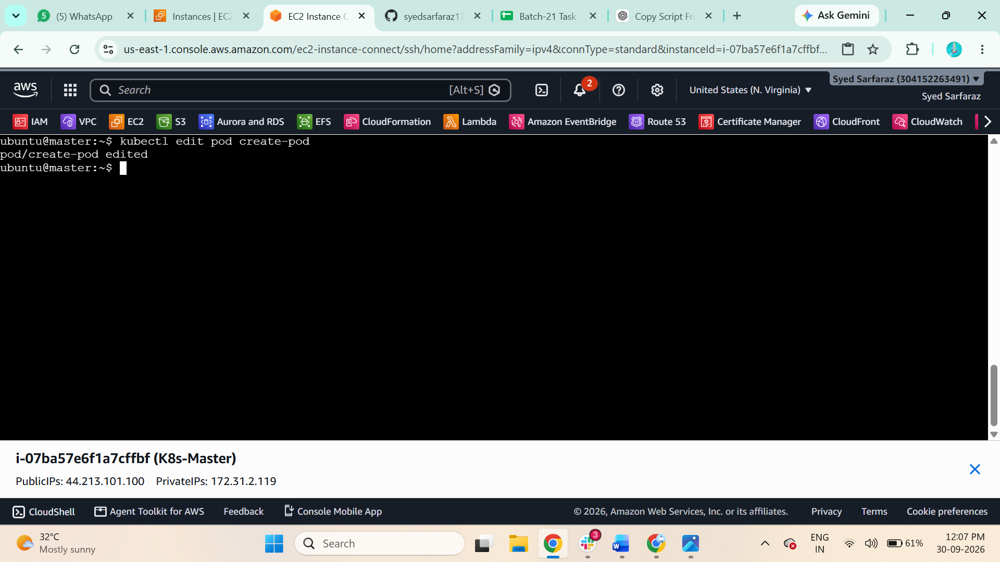 (5) WhatsApp
Instances | EC2
EC2 Instance C
syedsarfaraz17
Batch-21 Task
Copy Script Fro
Ask Gemini
us-east-1.console.aws.amazon.com/ec2-instance-connect/ssh/home?addressFamily=ipv4&connType=standard&instanceId=i-07ba57e6f1a7cffbf...
aws
Search
[Alt+S]
2
United States (N. Virginia)
Syed Sarfaraz (304152263491)
Syed Sarfaraz
IAM
VPC
EC2
S3
Aurora and RDS
EFS
CloudFormation
Lambda
Amazon EventBridge
Route 53
Certificate Manager
CloudFront
CloudWatch
ubuntu@master:~$ kubectl edit pod create-pod
pod/create-pod edited
ubuntu@master:~$
i-07ba57e6f1a7cffbf (K8s-Master)
PublicIPs: 44.213.101.100 PrivateIPs: 172.31.2.119
CloudShell
Agent Toolkit for AWS
Feedback
Console Mobile App
© 2026, Amazon Web Services, Inc. or its affiliates.
Privacy
Terms
Cookie preferences
32°C
Mostly sunny
Search
3
ENG
IN
61%
12:07 PM
30-09-2026